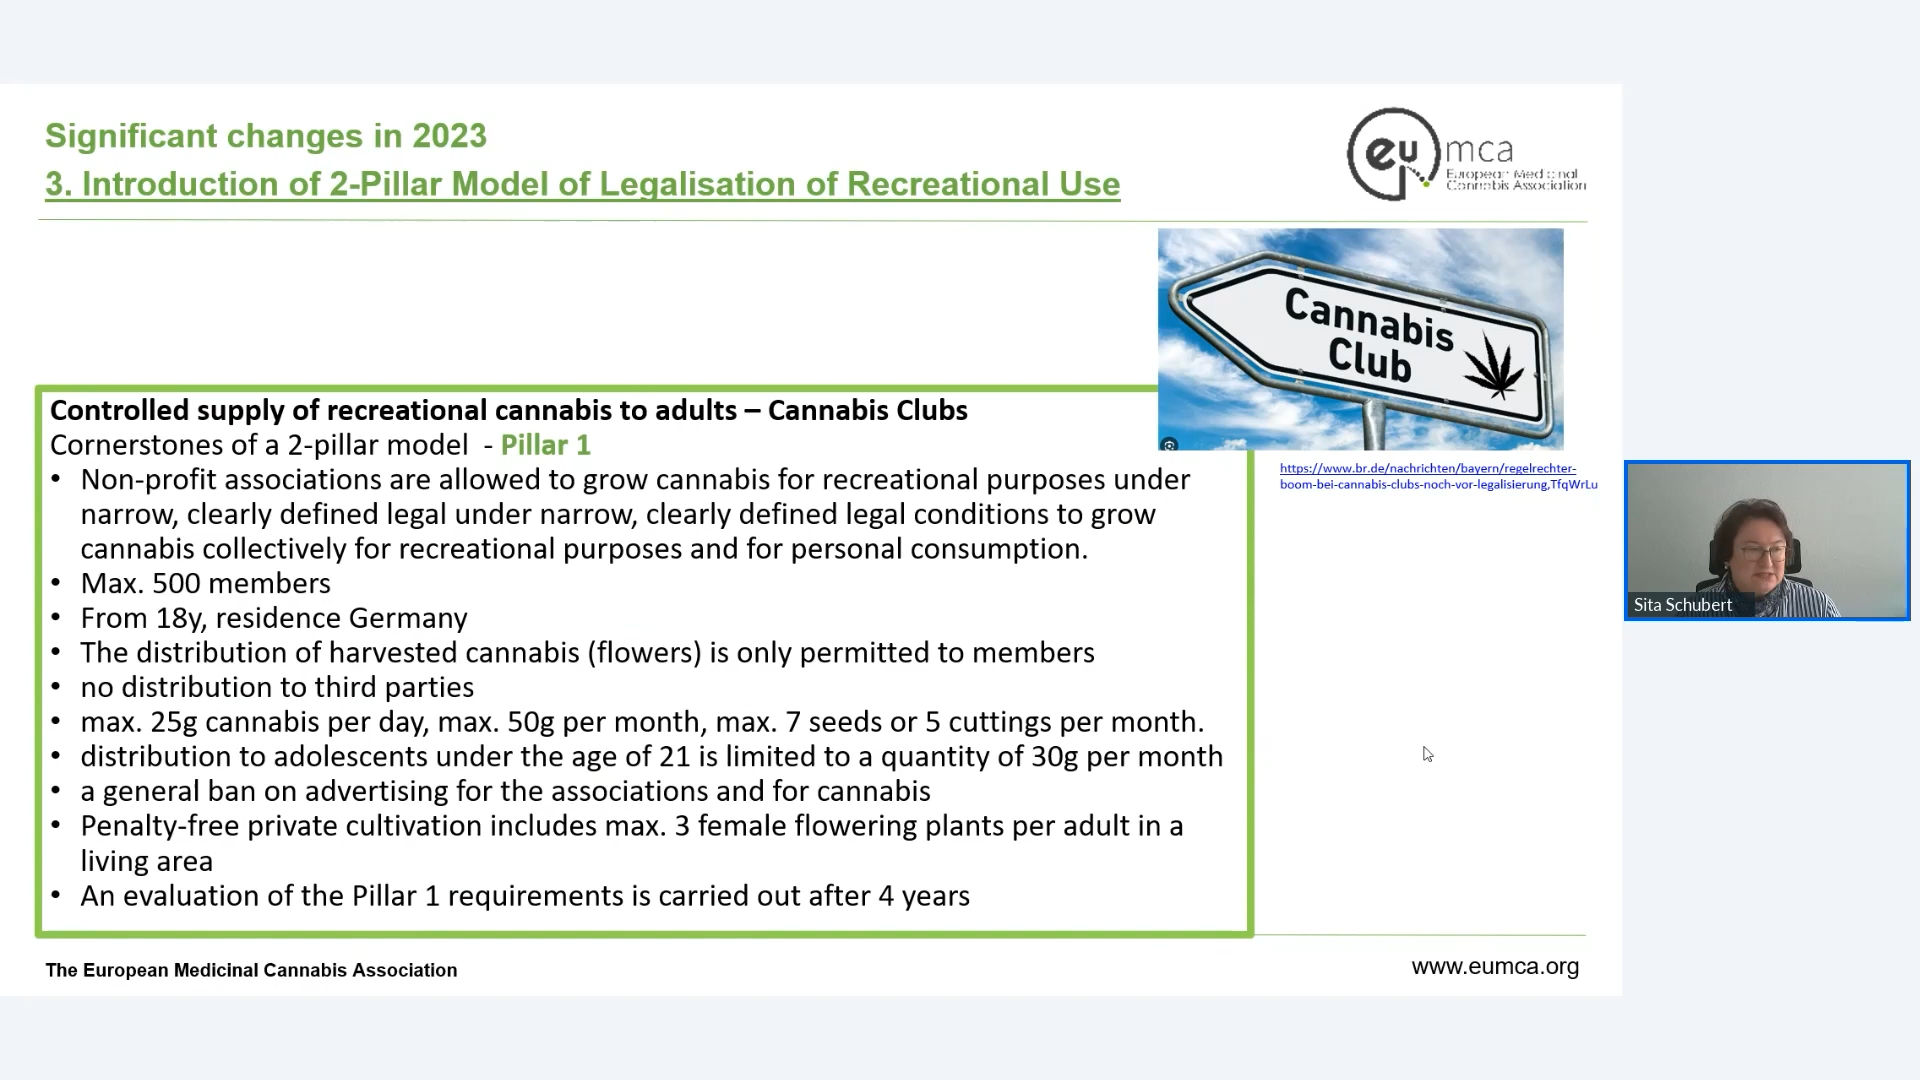 Significant changes in 2023
3. Introduction of 2-Pillar Model of Legalisation of Recreational Use
eu mca
European Medicinal
Cannabis Association
Cannabis
Club
Controlled supply of recreational cannabis to adults – Cannabis Clubs
Cornerstones of a 2-pillar model - Pillar 1
• Non-profit associations are allowed to grow cannabis for recreational purposes under
narrow, clearly defined legal under narrow, clearly defined legal conditions to grow
cannabis collectively for recreational purposes and for personal consumption.
• Max. 500 members
• From 18y, residence Germany
• The distribution of harvested cannabis (flowers) is only permitted to members
• no distribution to third parties
• max. 25g cannabis per day, max. 50g per month, max. 7 seeds or 5 cuttings per month.
• distribution to adolescents under the age of 21 is limited to a quantity of 30g per month
• a general ban on advertising for the associations and for cannabis
• Penalty-free private cultivation includes max. 3 female flowering plants per adult in a
living area
• An evaluation of the Pillar 1 requirements is carried out after 4 years
https://www.br.de/nachrichten/bayern/regelrechter-
boom-bei-cannabis-clubs-noch-vor-legalisierung,TfqWrLu
Sita Schubert
The European Medicinal Cannabis Association
www.eumca.org